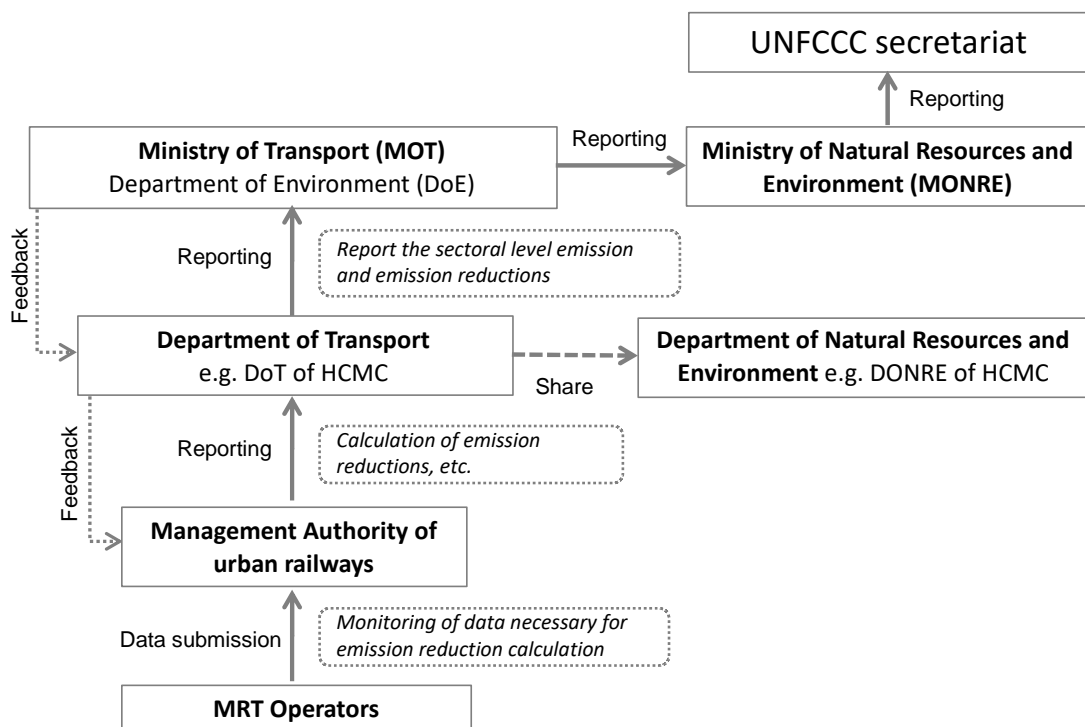 UNFCCC secretariat
Reporting
Ministry of Transport (MOT)
Department of Environment (DoE)
Reporting
Ministry of Natural Resources and
Environment (MONRE)
Feedback
Reporting
Report the sectoral level emission
and emission reductions
Department of Transport
e.g. DoT of HCMC
Share
Department of Natural Resources and
Environment e.g. DONRE of HCMC
Feedback
Reporting
Calculation of emission
reductions, etc.
Management Authority of
urban railways
Data submission
Monitoring of data necessary for
emission reduction calculation
MRT Operators